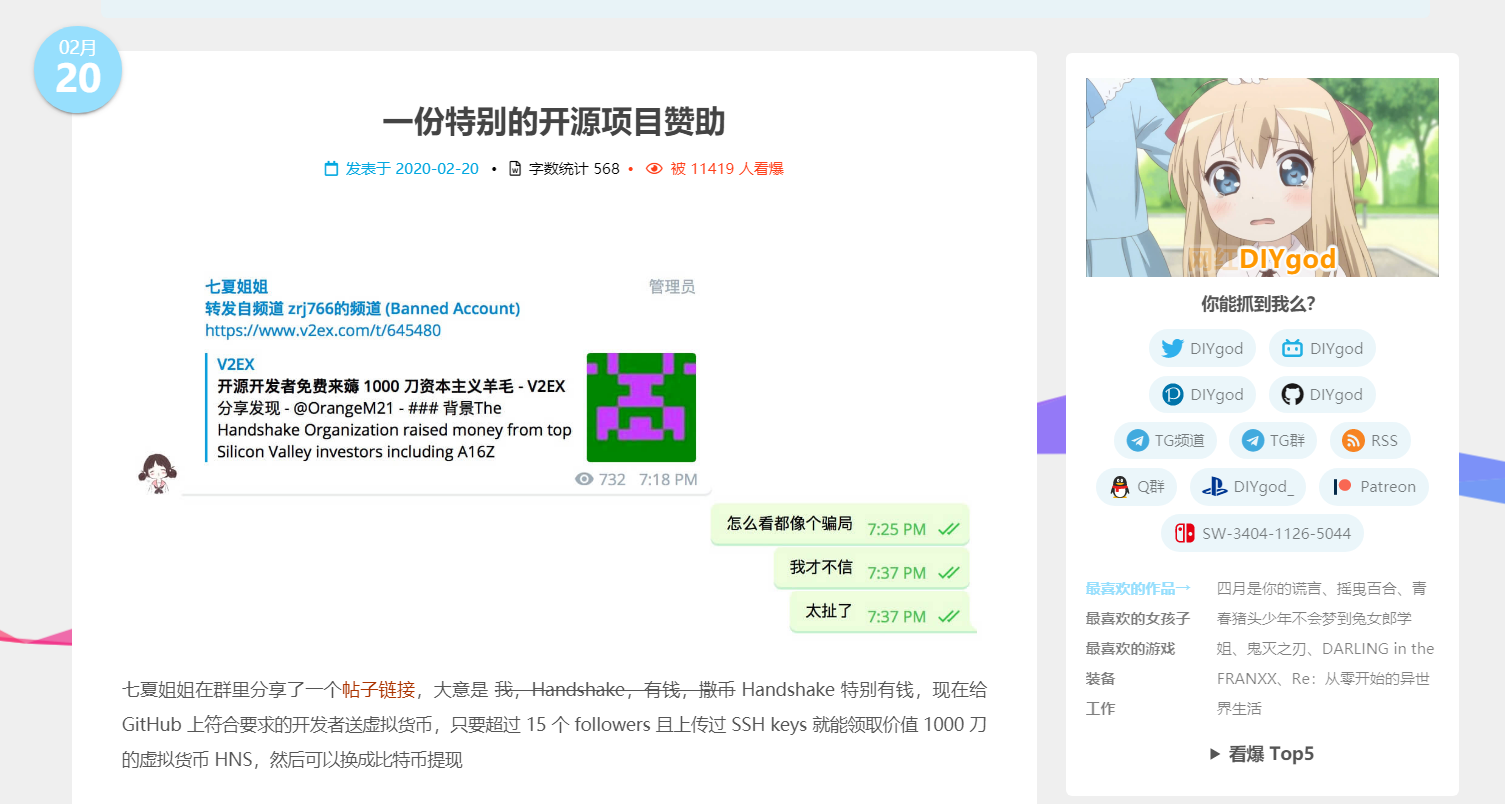 02月
20
一份特别的开源项目赞助
发表于 2020-02-20 • 字数统计 568 • 被 11419 人看爆
七夏姐姐 管理员
转发自频道 zrj766的频道 (Banned Account)
https://www.v2ex.com/t/645480
V2EX
开源开发者免费来薅 1000 刀资本主义羊毛 - V2EX
分享发现 - @OrangeM21 - ### 背景The
Handshake Organization raised money from top
Silicon Valley investors including A16Z
732 7:18 PM
怎么看都像个骗局 7:25 PM
我才不信 7:37 PM
太扯了 7:37 PM
七夏姐姐在群里分享了一个帖子链接，大意是 我，Handshake，有钱，撒币 Handshake 特别有钱，现在给
GitHub 上符合要求的开发者送虚拟货币，只要超过 15 个 followers 且上传过 SSH keys 就能领取价值 1000 刀
的虚拟货币 HNS，然后可以换成比特币提现
网红DIYgod
你能抓到我么？
DIYgod DIYgod
DIYgod DIYgod
TG频道 TG群 RSS
Q群 DIYgod_ Patreon
SW-3404-1126-5044
最喜欢的作品→
最喜欢的女孩子
最喜欢的游戏
装备
工作
四月是你的谎言、摇曳百合、青
春猪头少年不会梦到兔女郎学
姐、鬼灭之刃、DARLING in the
FRANXX、Re：从零开始的异世
界生活
▶ 看爆 Top5